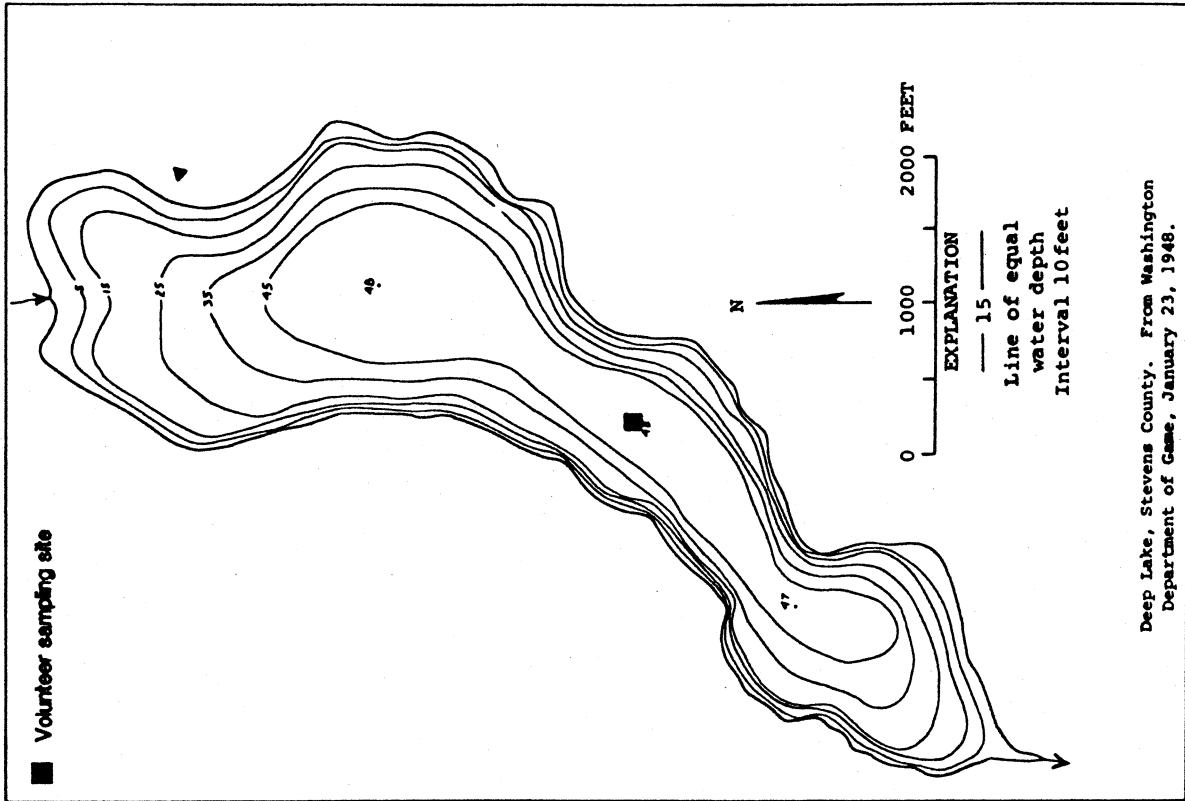 Volunteer sampling site
5
15
25
35
45
48
48
47
N
0 1000 2000 FEET
EXPLANATION
15
Line of equal
water depth
Interval 10 feet
Deep Lake, Stevens County. From Washington
Department of Game, January 23, 1948.